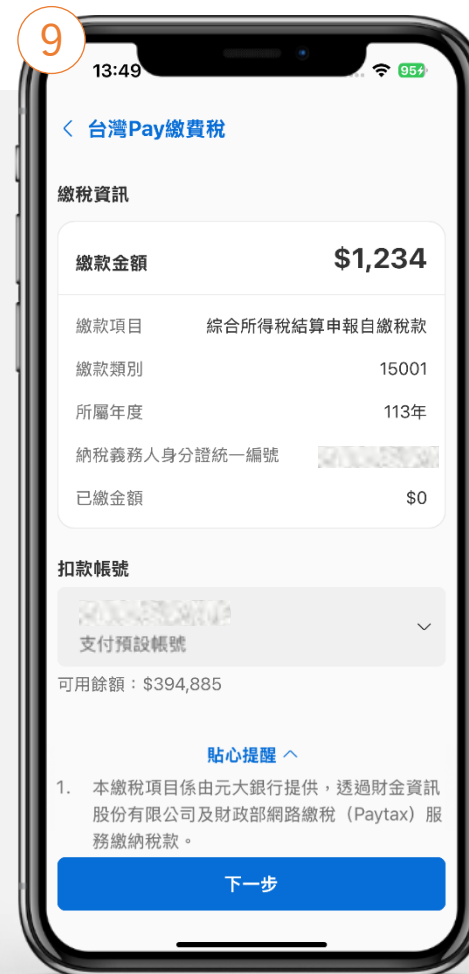 9
13:49
95
台灣Pay繳費稅
繳稅資訊
繳款金額 $1,234
繳款項目 綜合所得稅結算申報自繳稅款
繳款類別 15001
所屬年度 113年
納稅義務人身分證統一編號
已繳金額 $0
扣款帳號
支付預設帳號
可用餘額：$394,885
貼心提醒
1. 本繳稅項目係由元大銀行提供，透過財金資訊
股份有限公司及財政部網路繳稅（Paytax）服
務繳納稅款。
下一步